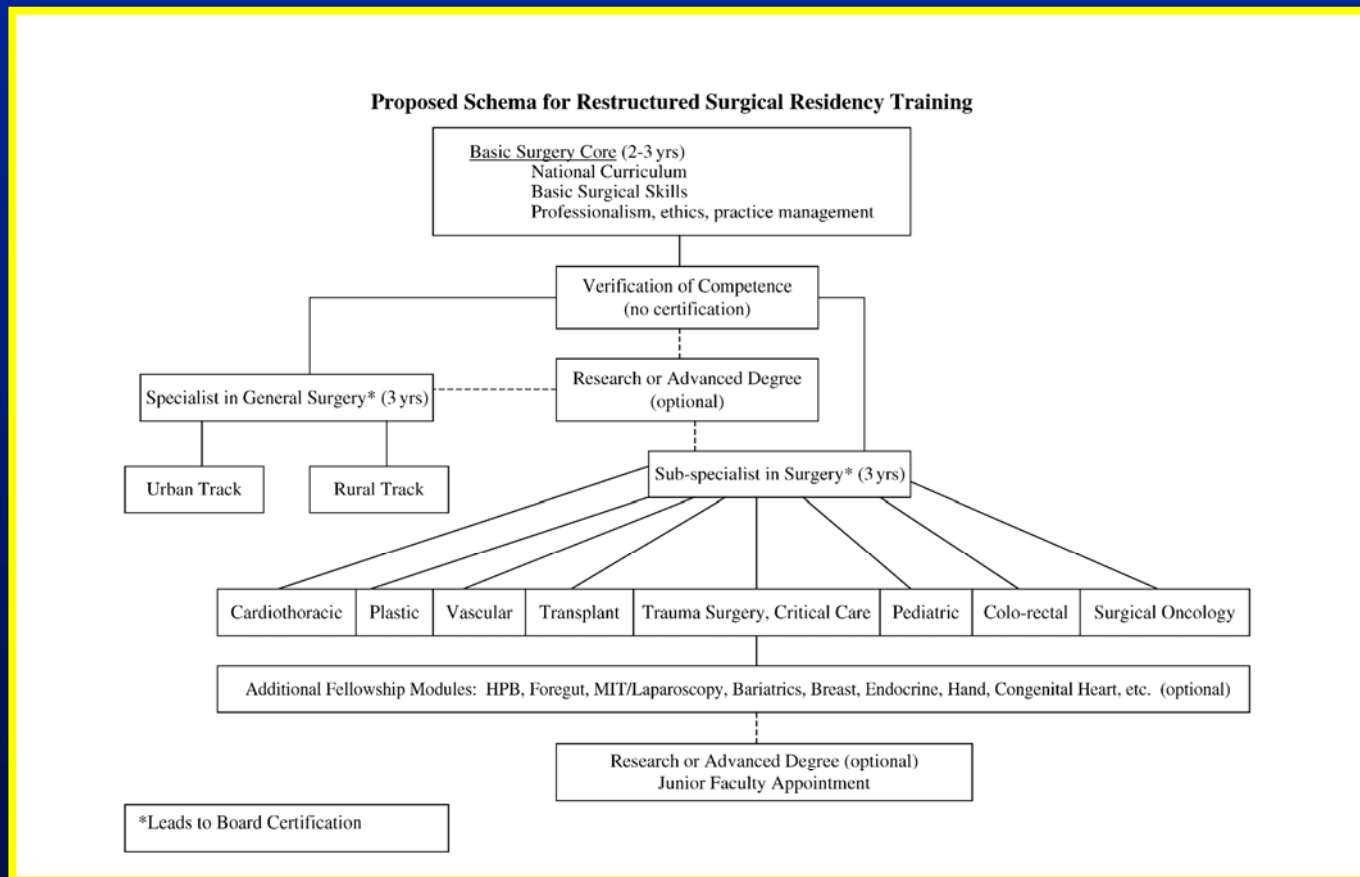 Proposed Schema for Restructured Surgical Residency Training
Basic Surgery Core (2-3 yrs)
National Curriculum
Basic Surgical Skills
Professionalism, ethics, practice management
Verification of Competence
(no certification)
Research or Advanced Degree
(optional)
Specialist in General Surgery* (3 yrs)
Urban Track
Rural Track
Sub-specialist in Surgery* (3 yrs)
Cardiothoracic
Plastic
Vascular
Transplant
Trauma Surgery, Critical Care
Pediatric
Colo-rectal
Surgical Oncology
Additional Fellowship Modules: HPB, Foregut, MIT/Laparoscopy, Bariatrics, Breast, Endocrine, Hand, Congenital Heart, etc. (optional)
Research or Advanced Degree (optional)
Junior Faculty Appointment
*Leads to Board Certification